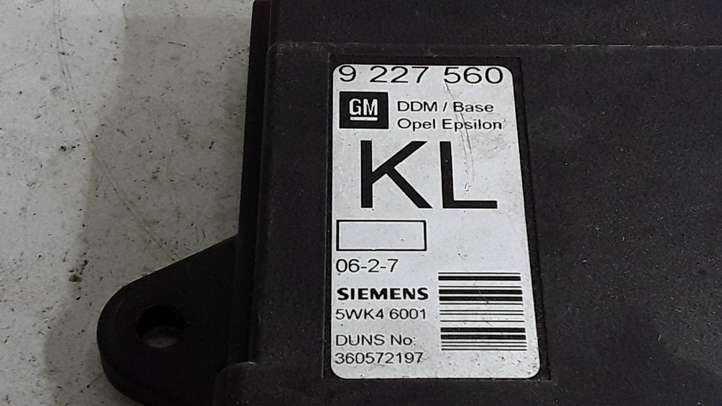 9 227 560
GM
DDM / Base
Opel Epsilon
KL
06-2-7
SIEMENS
5WK4 6001
DUNS No:
360572197